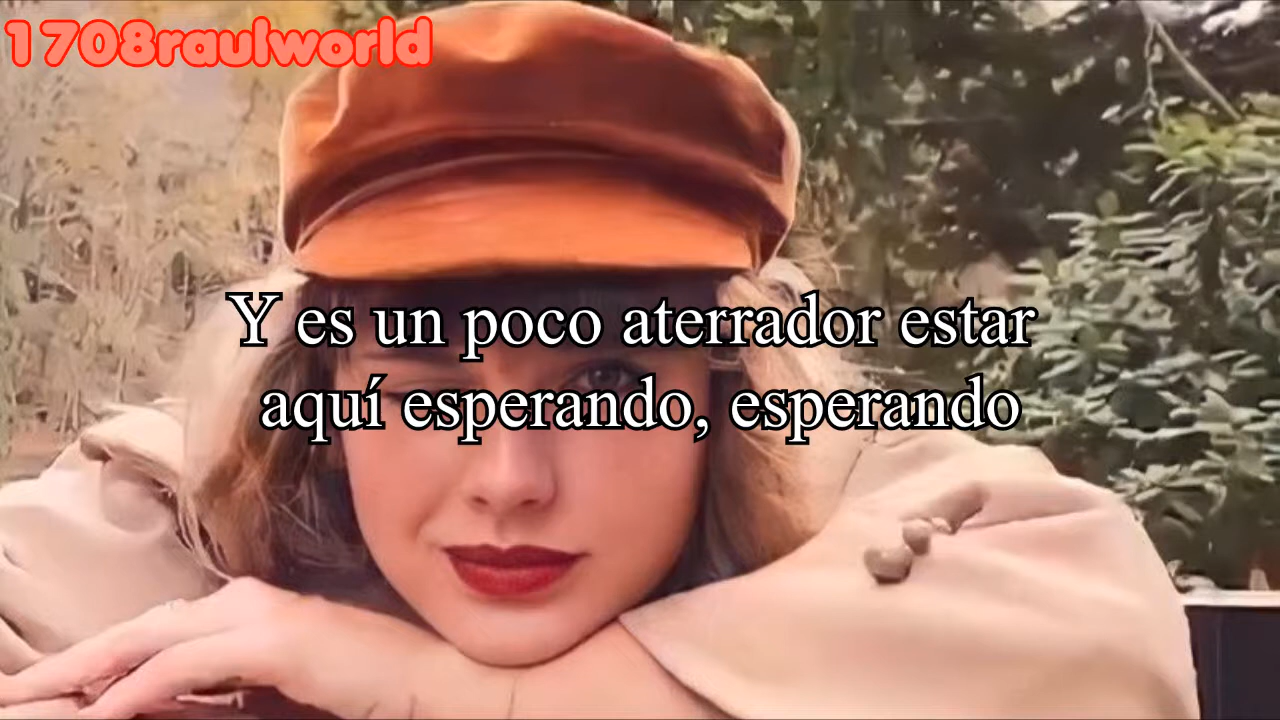 1708raulworld
Y es un poco aterrador estar
aquí esperando, esperando